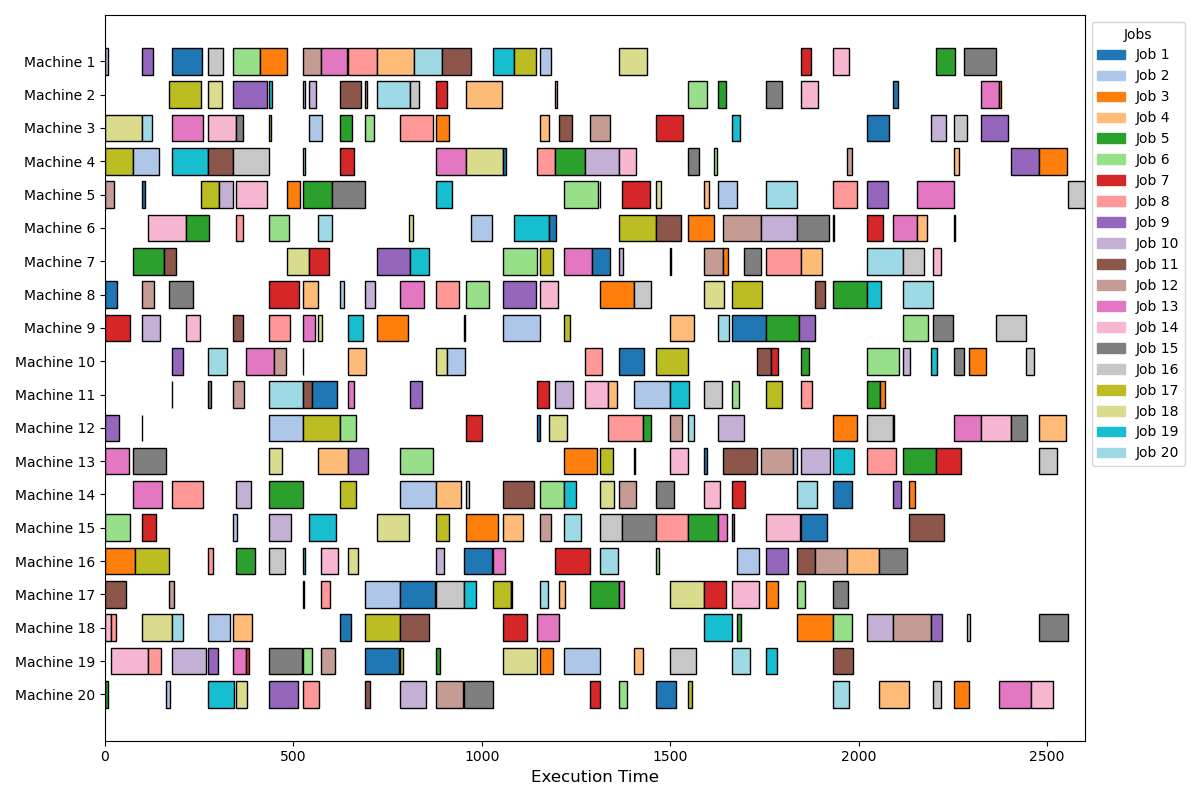 Machine 1
Machine 2
Machine 3
Machine 4
Machine 5
Machine 6
Machine 7
Machine 8
Machine 9
Machine 10
Machine 11
Machine 12
Machine 13
Machine 14
Machine 15
Machine 16
Machine 17
Machine 18
Machine 19
Machine 20
0 500 1000 1500 2000 2500
Execution Time
Jobs
Job 1
Job 2
Job 3
Job 4
Job 5
Job 6
Job 7
Job 8
Job 9
Job 10
Job 11
Job 12
Job 13
Job 14
Job 15
Job 16
Job 17
Job 18
Job 19
Job 20